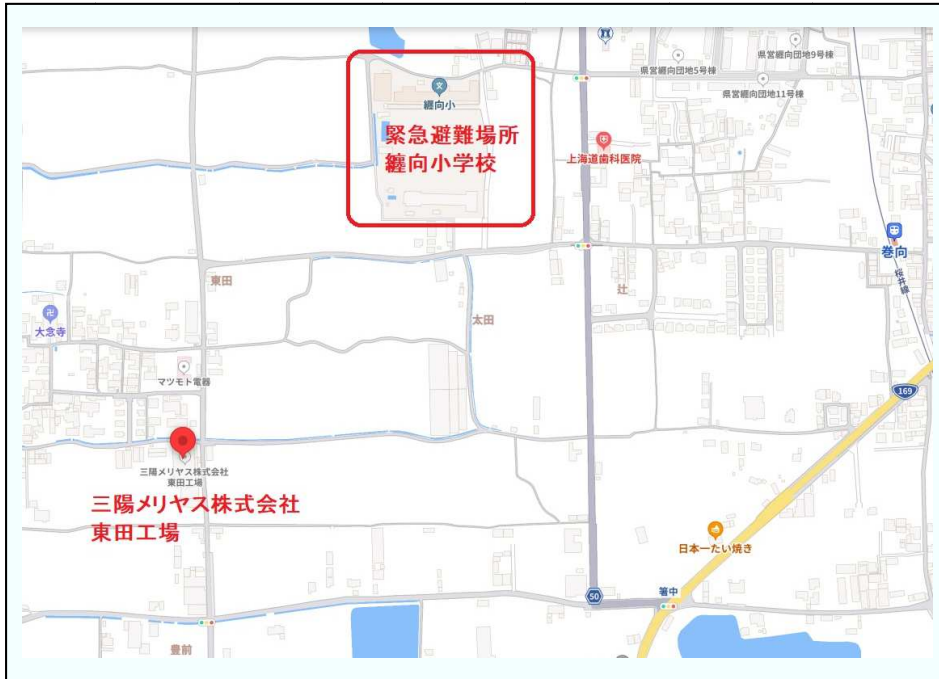 県営纒向団地9号棟
県営纒向団地5号棟
県営纒向団地11号棟
纒向小
緊急避難場所
纒向小学校
上海道歯科医院
巻向
桜井線
東田
辻
太田
大念寺
マツモト電器
169
三陽メリヤス株式会社
東田工場
三陽メリヤス株式会社
東田工場
日本一たい焼き
50
箸中
豊前